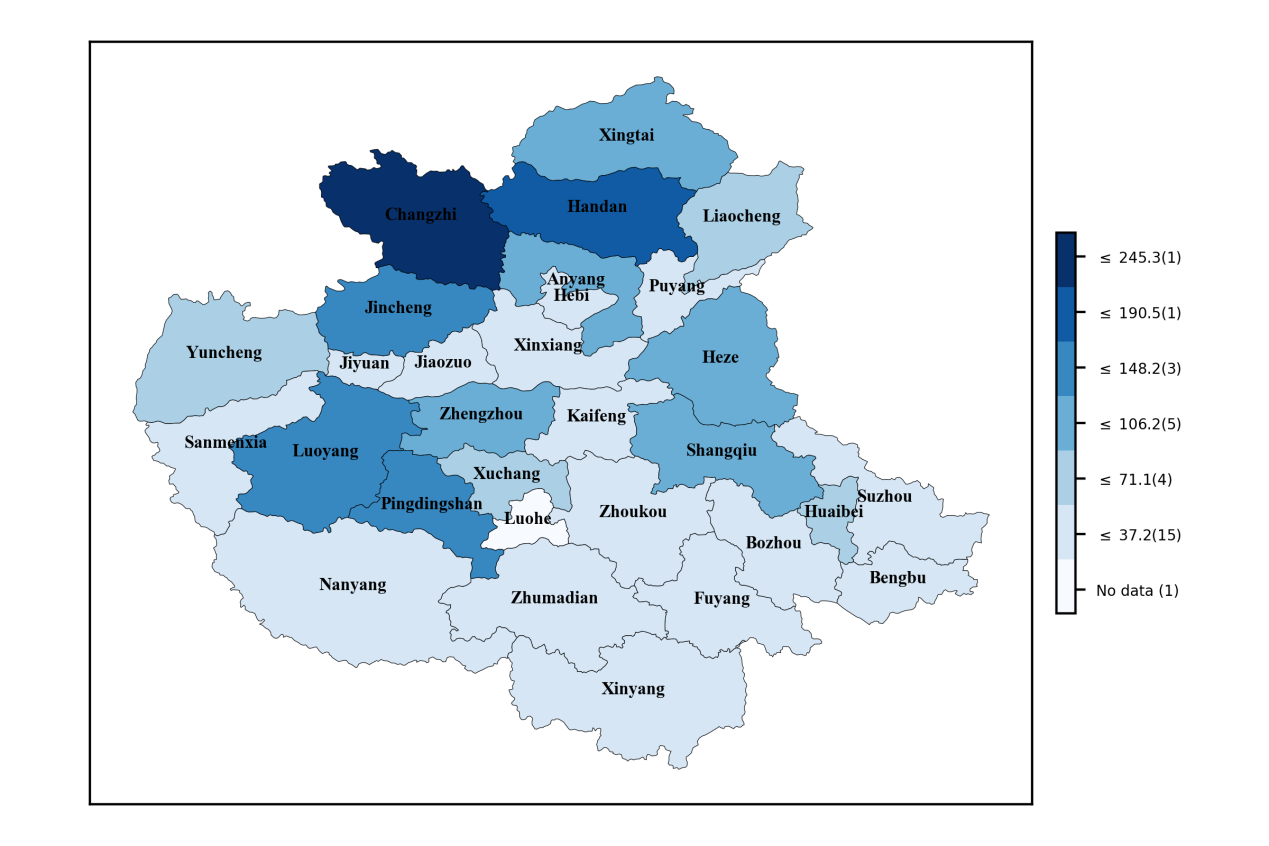 Xingtai
Changzhi
Handan
Liaocheng
Anyang
Hebi
Puyang
Jincheng
Yuncheng
Jiyuan
Jiaozuo
Xinxiang
Heze
Sanmenxia
Luoyang
Zhengzhou
Kaifeng
Shangqiu
Xuchang
Pingdingshan
Luohe
Zhoukou
Huaibei
Suzhou
Bozhou
Nanyang
Zhumadian
Fuyang
Bengbu
Xinyang
≤ 245.3(1)
≤ 190.5(1)
≤ 148.2(3)
≤ 106.2(5)
≤ 71.1(4)
≤ 37.2(15)
No data (1)